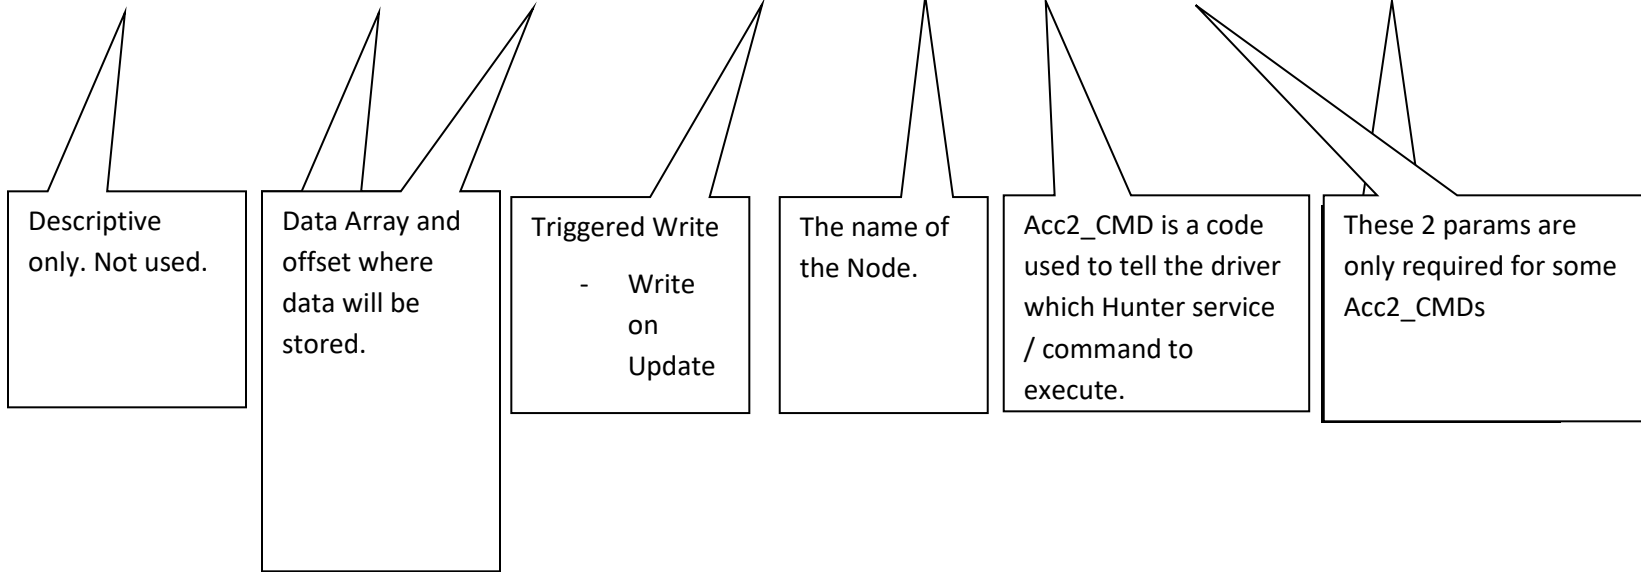 Descriptive
only. Not used.
Data Array and
offset where
data will be
stored.
Triggered Write
- Write
on
Update
The name of
the Node.
Acc2_CMD is a code
used to tell the driver
which Hunter service
/ command to
execute.
These 2 params are
only required for some
Acc2_CMDs